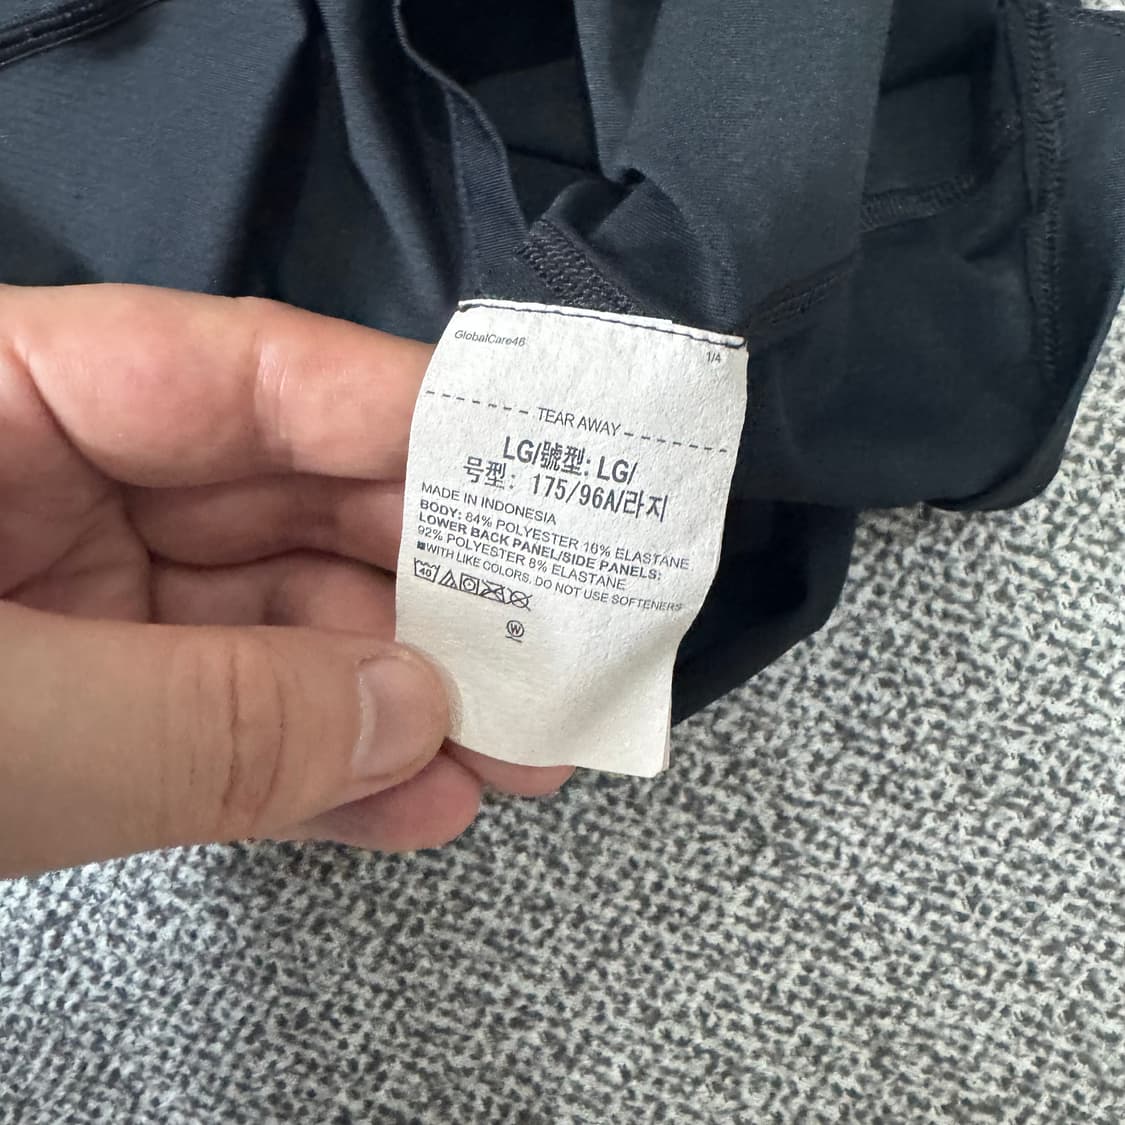 GlobalCare46
1/4
TEAR AWAY
LG/號型: LG/
号型: 175/96A/라지
MADE IN INDONESIA
BODY: 84% POLYESTER 16% ELASTANE
LOWER BACK PANEL/SIDE PANELS:
92% POLYESTER 8% ELASTANE
■WITH LIKE COLORS. DO NOT USE SOFTENERS
40
W